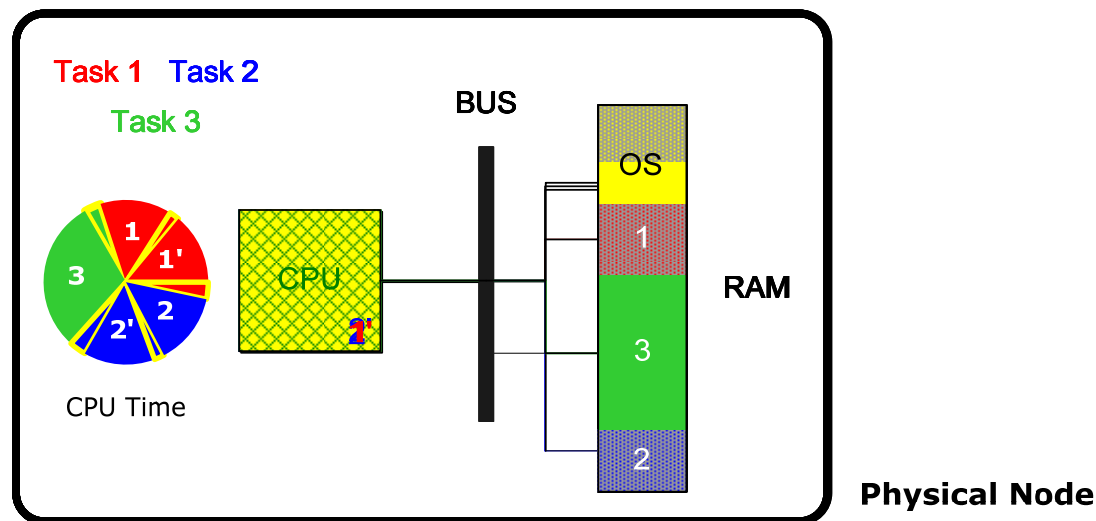 Task 1 Task 2
Task 3
BUS
OS
1
1'
3
2
2'
CPU
1
3
2
RAM
CPU Time
Physical Node